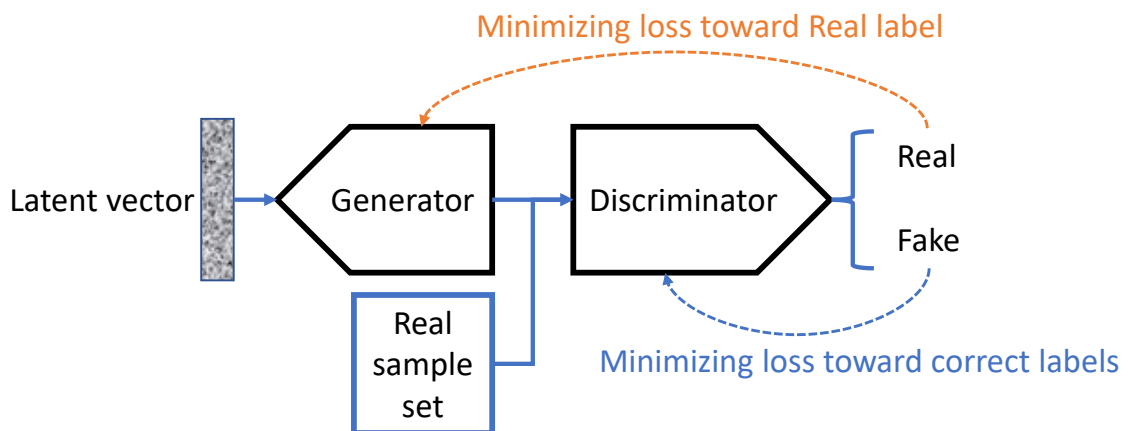 Minimizing loss toward Real label
Latent vector
Generator
Discriminator
Real
Fake
Real
sample
set
Minimizing loss toward correct labels